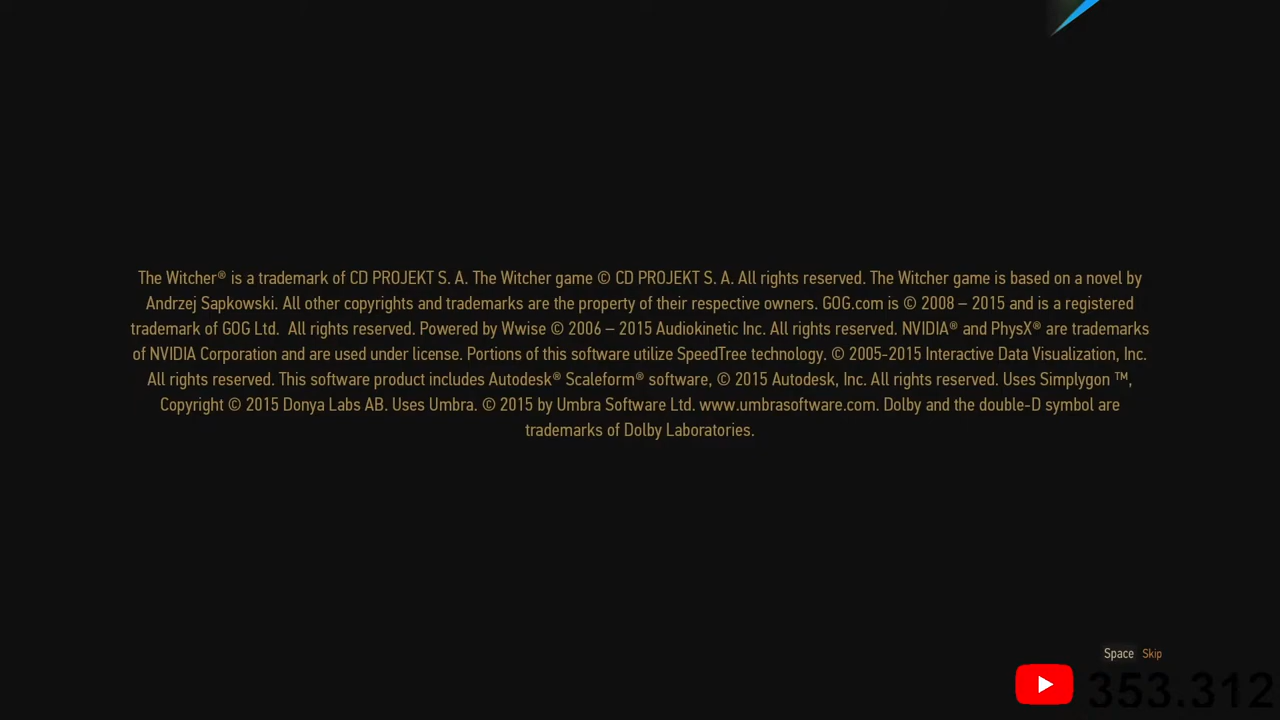 The Witcher® is a trademark of CD PROJEKT S. A. The Witcher game © CD PROJEKT S. A. All rights reserved. The Witcher game is based on a novel by
Andrzej Sapkowski. All other copyrights and trademarks are the property of their respective owners. GOG.com is © 2008 – 2015 and is a registered
trademark of GOG Ltd.  All rights reserved. Powered by Wwise © 2006 – 2015 Audiokinetic Inc. All rights reserved. NVIDIA® and PhysX® are trademarks
of NVIDIA Corporation and are used under license. Portions of this software utilize SpeedTree technology. © 2005-2015 Interactive Data Visualization, Inc.
All rights reserved. This software product includes Autodesk® Scaleform® software, © 2015 Autodesk, Inc. All rights reserved. Uses Simplygon ™,
Copyright © 2015 Donya Labs AB. Uses Umbra. © 2015 by Umbra Software Ltd. www.umbrasoftware.com. Dolby and the double-D symbol are
trademarks of Dolby Laboratories.
Space Skip
353.312